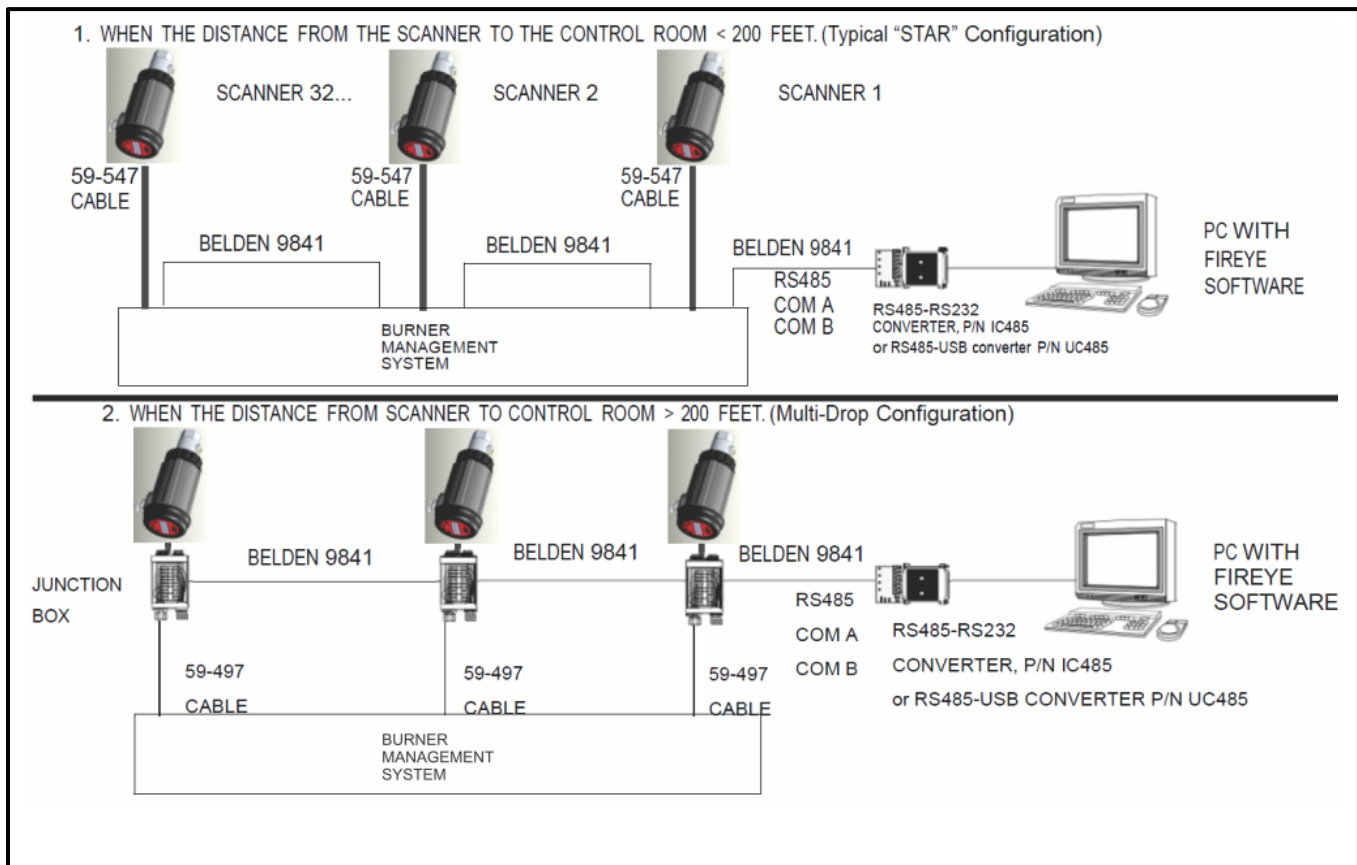 1. WHEN THE DISTANCE FROM THE SCANNER TO THE CONTROL ROOM < 200 FEET. (Typical “STAR” Configuration)
SCANNER 32...
SCANNER 2
SCANNER 1
59-547
CABLE
59-547
CABLE
59-547
CABLE
BELDEN 9841
BELDEN 9841
BELDEN 9841
RS485
COM A
COM B
RS485-RS232
CONVERTER, P/N IC485
or RS485-USB converter P/N UC485
PC WITH
FIREYE
SOFTWARE
BURNER
MANAGEMENT
SYSTEM
2. WHEN THE DISTANCE FROM SCANNER TO CONTROL ROOM > 200 FEET. (Multi-Drop Configuration)
JUNCTION
BOX
BELDEN 9841
BELDEN 9841
BELDEN 9841
RS485
COM A
COM B
RS485-RS232
CONVERTER, P/N IC485
or RS485-USB CONVERTER P/N UC485
PC WITH
FIREYE
SOFTWARE
59-497
CABLE
59-497
CABLE
59-497
CABLE
BURNER
MANAGEMENT
SYSTEM